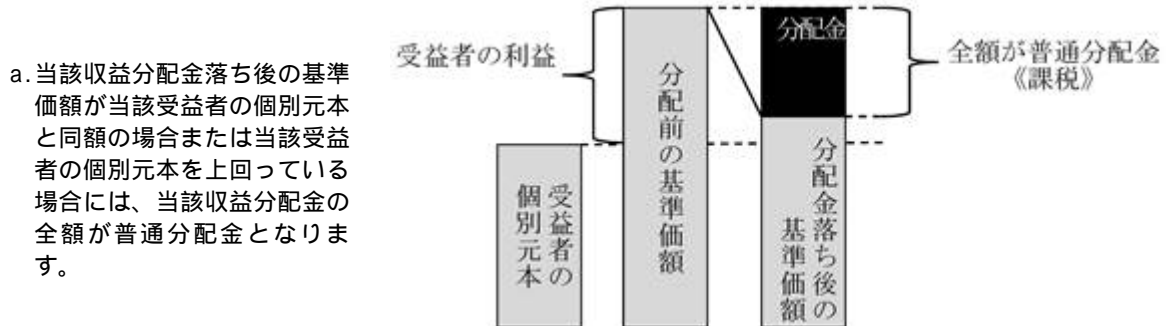 a.当該収益分配金落ち後の基準
価額が当該受益者の個別元本
と同額の場合または当該受益
者の個別元本を上回っている
場合には、当該収益分配金の
全額が普通分配金となりま
す。
受益者の利益
受益者の
個別元本
分配前の基準価額
分配金
分配金落ち後の
基準価額
全額が普通分配金
《課税》